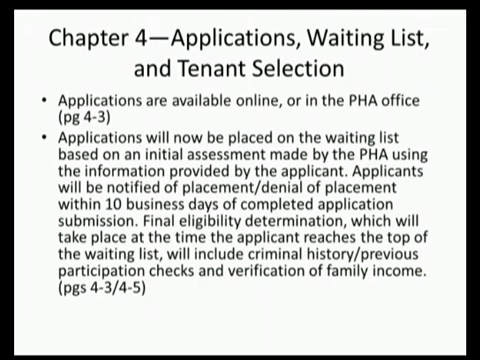 Chapter 4—Applications, Waiting List,
and Tenant Selection
• Applications are available online, or in the PHA office
(pg 4-3)
• Applications will now be placed on the waiting list
based on an initial assessment made by the PHA using
the information provided by the applicant. Applicants
will be notified of placement/denial of placement
within 10 business days of completed application
submission. Final eligibility determination, which will
take place at the time the applicant reaches the top of
the waiting list, will include criminal history/previous
participation checks and verification of family income.
(pgs 4-3/4-5)